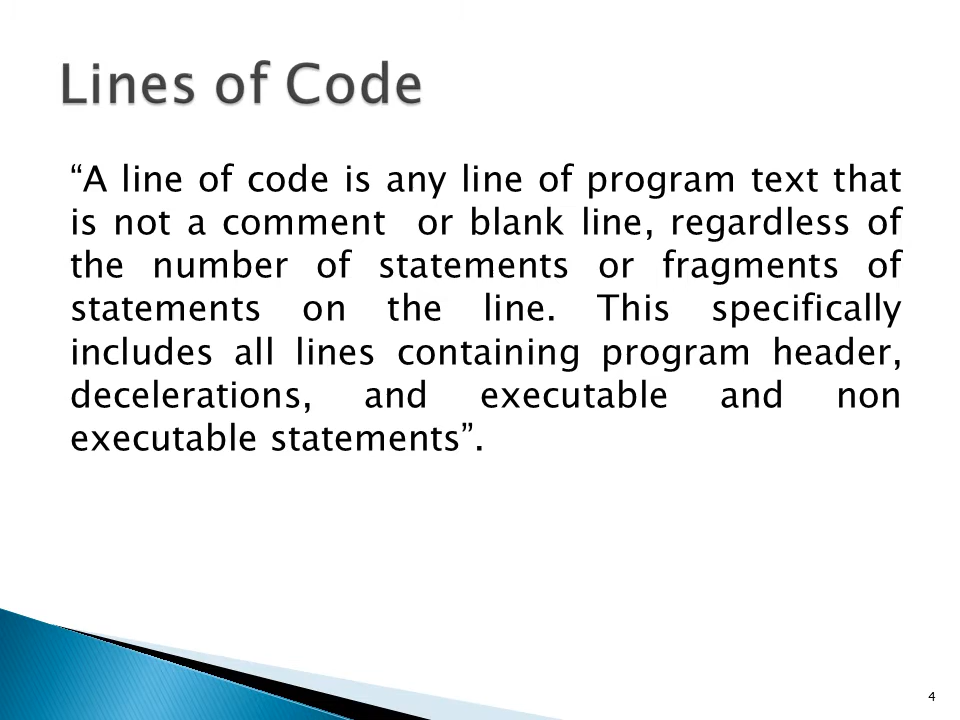 Lines of Code
“A line of code is any line of program text that
is not a comment  or blank line, regardless of
the number of statements or fragments of
statements on the line. This specifically
includes all lines containing program header,
decelerations, and executable and non
executable statements”.
4